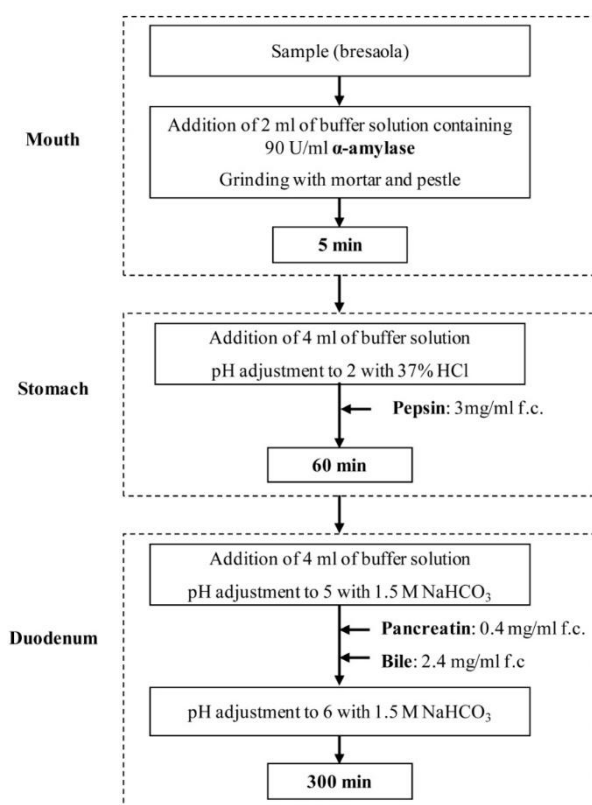 Mouth
Sample (bresaola)
Addition of 2 ml of buffer solution containing
90 U/ml α-amylase
Grinding with mortar and pestle
5 min
Stomach
Addition of 4 ml of buffer solution
pH adjustment to 2 with 37% HCl
Pepsin: 3mg/ml f.c.
60 min
Duodenum
Addition of 4 ml of buffer solution
pH adjustment to 5 with 1.5 M NaHCO₃
Pancreatin: 0.4 mg/ml f.c.
Bile: 2.4 mg/ml f.c
pH adjustment to 6 with 1.5 M NaHCO₃
300 min